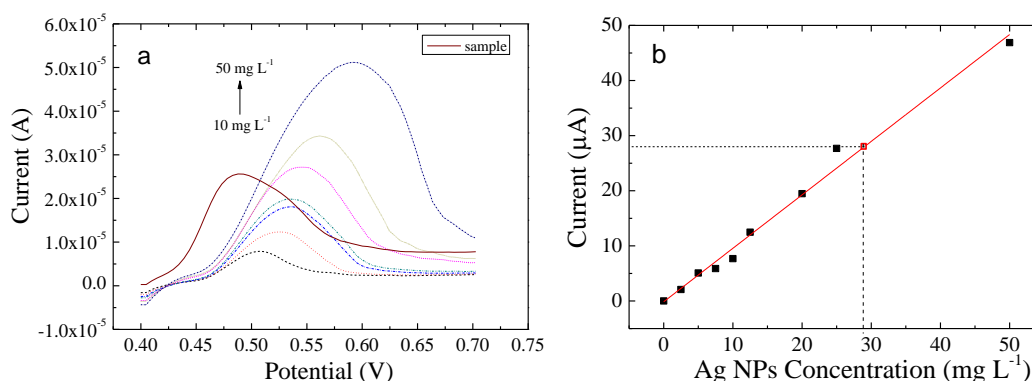 a
sample
50 mg L-1
10 mg L-1
6.0x10-5
5.0x10-5
4.0x10-5
3.0x10-5
2.0x10-5
1.0x10-5
0.0
-1.0x10-5
Current (A)
0.40 0.45 0.50 0.55 0.60 0.65 0.70 0.75
Potential (V)
b
50
40
30
20
10
0
Current (µA)
0 10 20 30 40 50
Ag NPs Concentration (mg L-1)